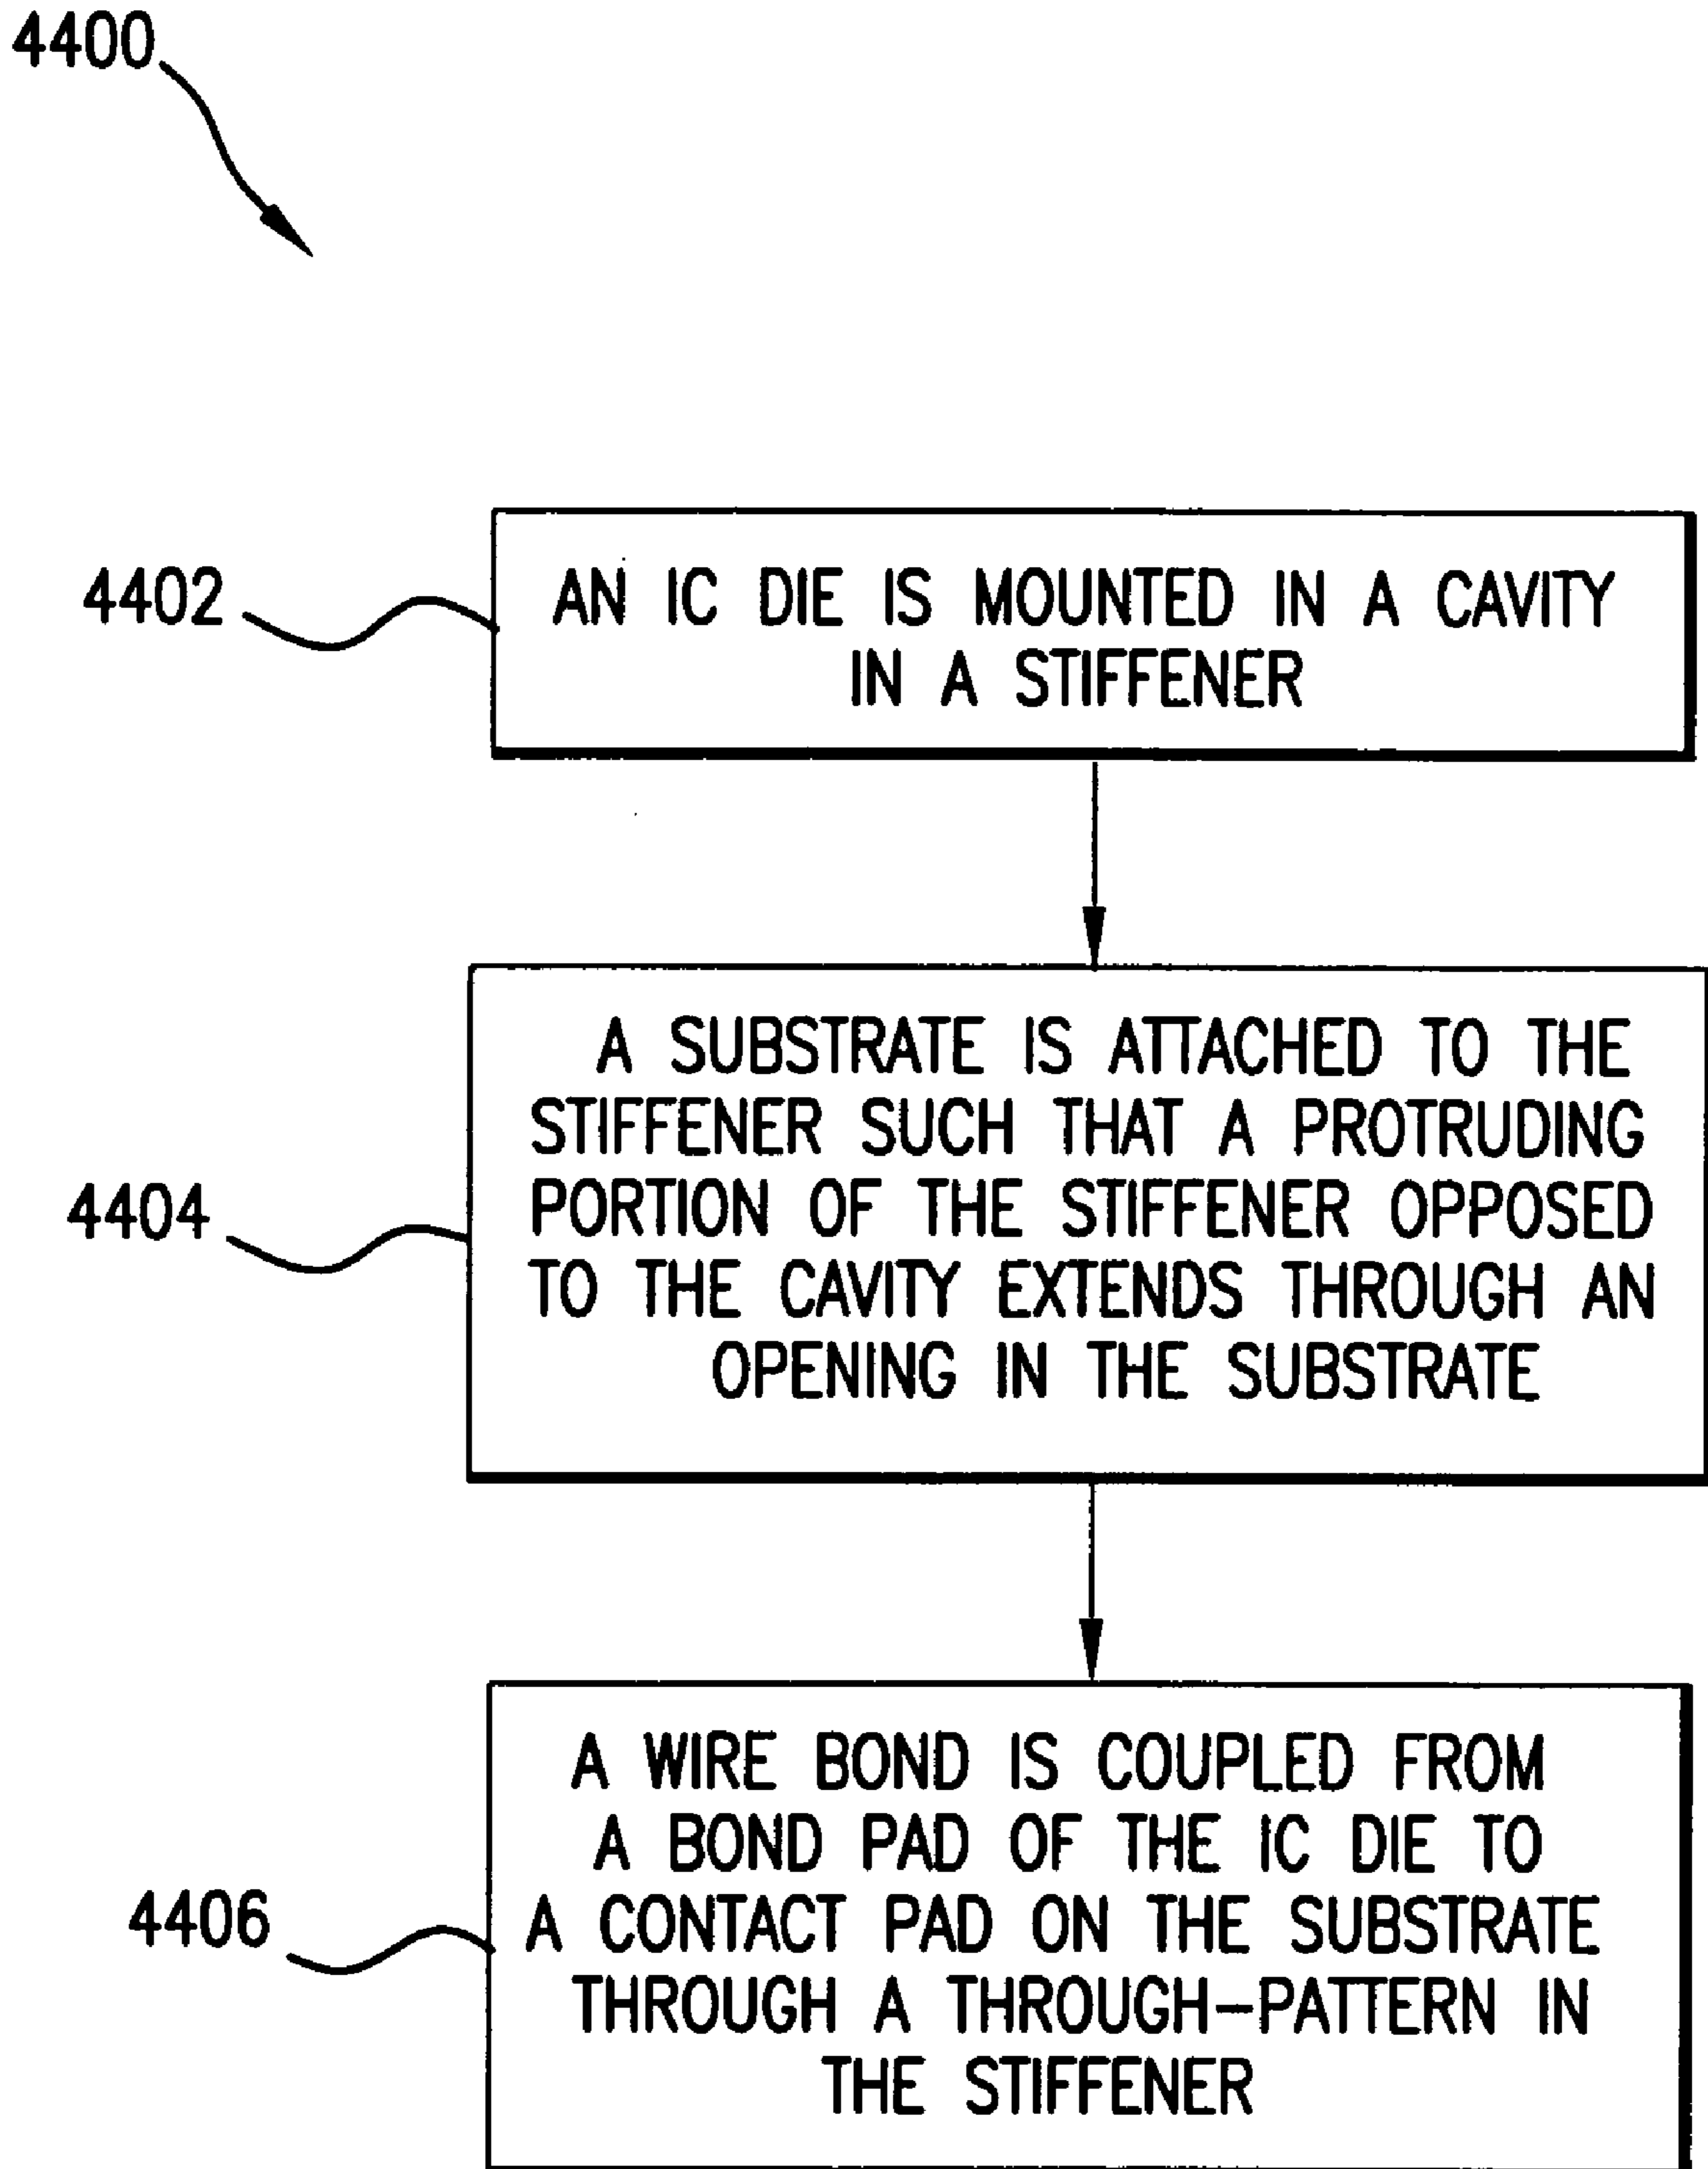 4400
4402
AN IC DIE IS MOUNTED IN A CAVITY
IN A STIFFENER
4404
A SUBSTRATE IS ATTACHED TO THE
STIFFENER SUCH THAT A PROTRUDING
PORTION OF THE STIFFENER OPPOSED
TO THE CAVITY EXTENDS THROUGH AN
OPENING IN THE SUBSTRATE
4406
A WIRE BOND IS COUPLED FROM
A BOND PAD OF THE IC DIE TO
A CONTACT PAD ON THE SUBSTRATE
THROUGH A THROUGH-PATTERN IN
THE STIFFENER